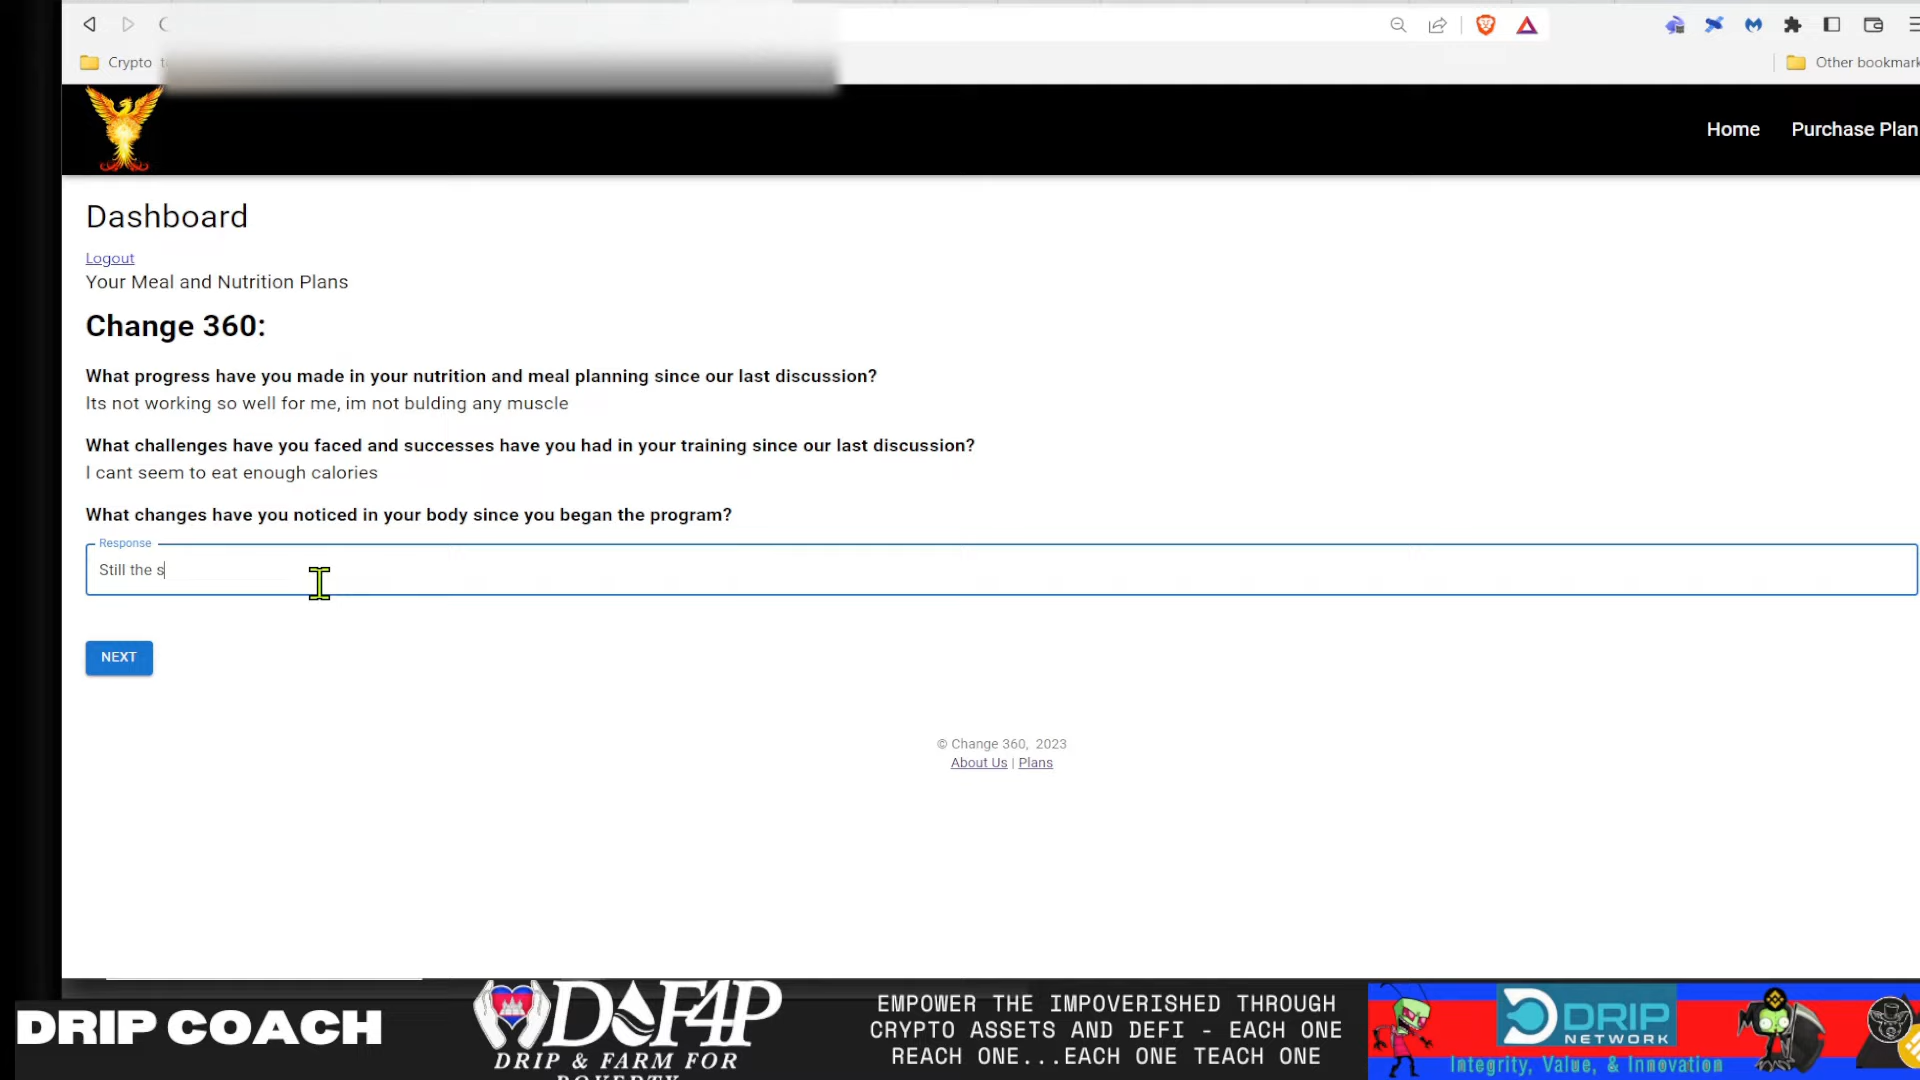 Crypto
Other bookmark
Home Purchase Plan
Dashboard
Logout
Your Meal and Nutrition Plans
Change 360:
What progress have you made in your nutrition and meal planning since our last discussion?
Its not working so well for me, im not bulding any muscle
What challenges have you faced and successes have you had in your training since our last discussion?
I cant seem to eat enough calories
What changes have you noticed in your body since you began the program?
Response
Still the s
NEXT
© Change 360, 2023
About Us | Plans
DRIP COACH
DF4P
DRIP & FARM FOR
POVERTY
EMPOWER THE IMPOVERISHED THROUGH
CRYPTO ASSETS AND DEFI - EACH ONE
REACH ONE...EACH ONE TEACH ONE
DRIP
NETWORK
Integrity, Value, & Innovation